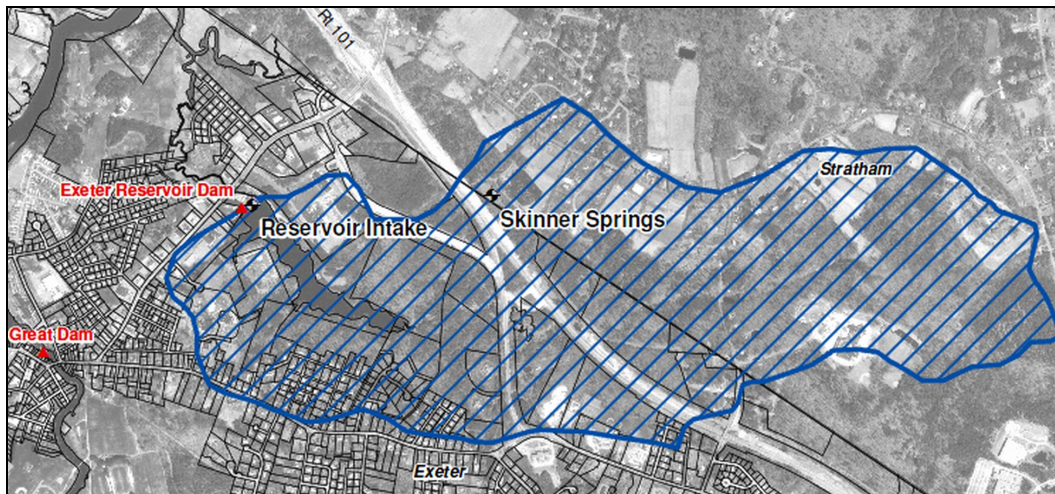 Rt 101
Stratham
Exeter Reservoir Dam
Skinner Springs
Reservoir Intake
Great Dam
Exeter